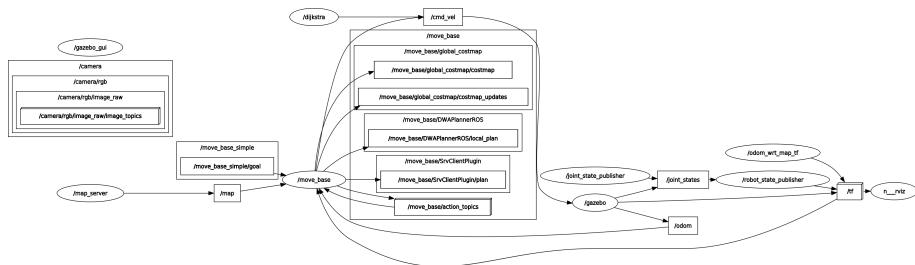 /dijkstra
/cmd_vel
/move_base
/gazebo_gui
/move_base/global_costmap
/camera
/move_base/global_costmap/costmap
/camera/rgb
/camera/rgb/image_raw
/move_base/global_costmap/costmap_updates
/camera/rgb/image_raw/image_topics
/move_base/DWAPlannerROS
/move_base/DWAPlannerROS/local_plan
/move_base_simple
/move_base_simple/goal
/move_base/SrvClientPlugin
/odom_wrt_map_tf
/move_base
/move_base/SrvClientPlugin/plan
/joint_state_publisher
/joint_states
/robot_state_publisher
/map_server
/map
/tf
n__rviz
/move_base/action_topics
/gazebo
/odom